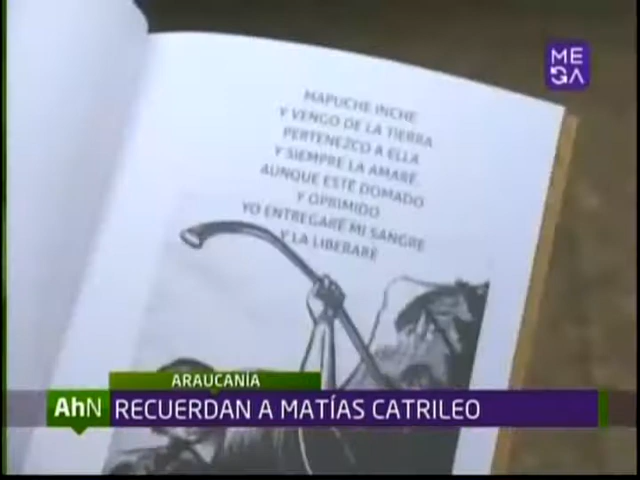 MEGA
MAPUCHE INCHE
Y VENGO DE LA TIERRA
PERTENEZCO A ELLA
Y SIEMPRE LA AMARÉ,
AUNQUE ESTÉ DOMADO
Y OPRIMIDO
YO ENTREGARÉ MI SANGRE
Y LA LIBERARÉ
ARAUCANÍA
AhN RECUERDAN A MATÍAS CATRILEO